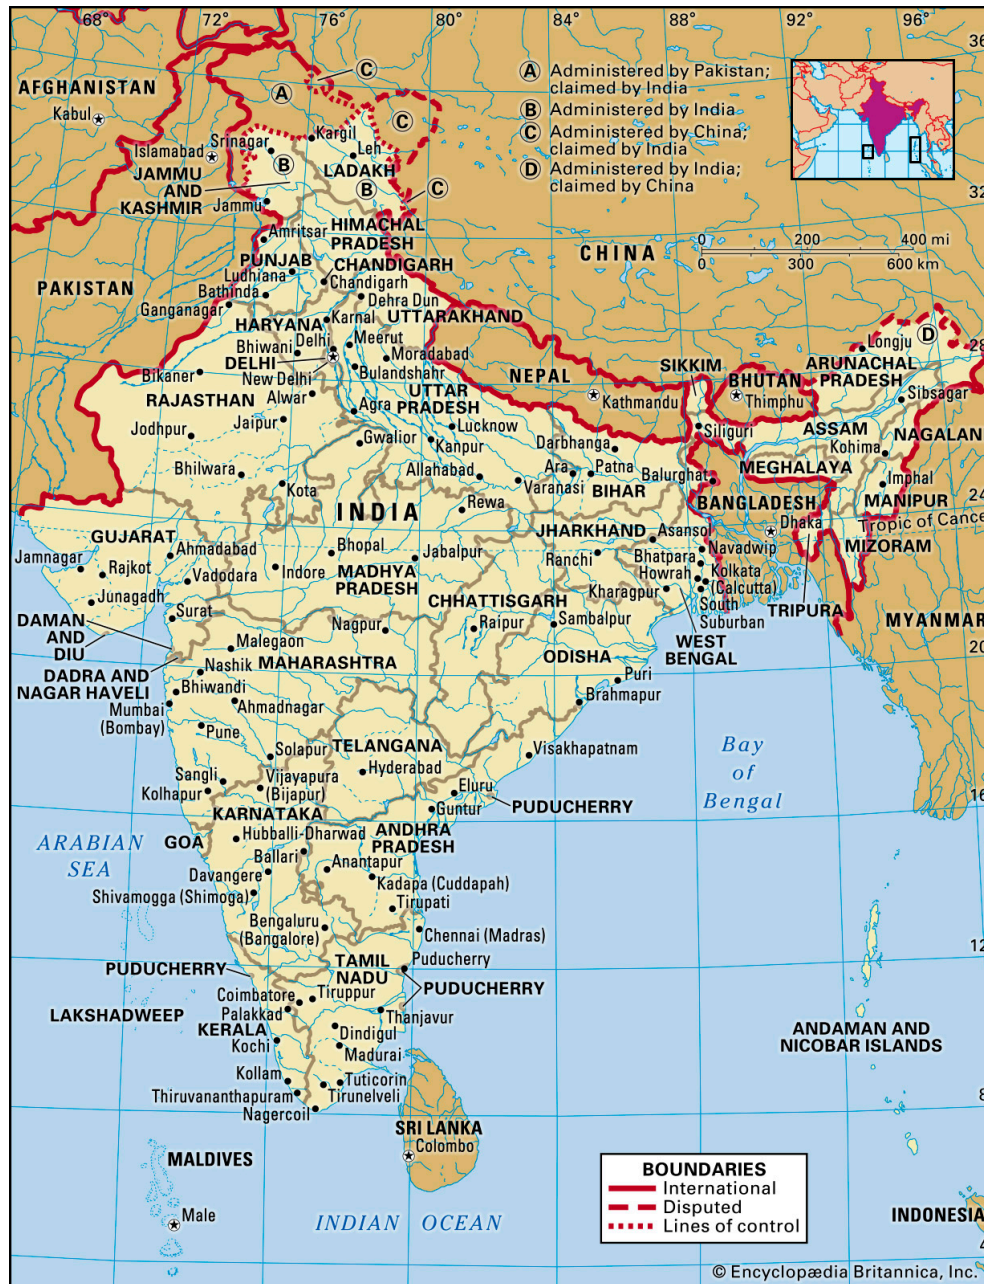 68° 72° 76° 80° 84° 88° 92° 96°
36
AFGHANISTAN
Kabul
C
A
C
A Administered by Pakistan;
claimed by India
B Administered by India
C Administered by China;
claimed by India
D Administered by India;
claimed by China
Islamabad
Srinagar
Kargil
Leh
B
LADAKH
B
C
JAMMU
AND
KASHMIR
Jammu
32
Amritsar
HIMACHAL
PRADESH
CHINA
0 200 400 mi
0 300 600 km
PUNJAB
Ludhiana
CHANDIGARH
Chandigarh
PAKISTAN
Bathinda
Dehra Dun
Ganganagar
UTTARAKHAND
HARYANA
Karnal
Bhiwani
Delhi
Meerut
DELHI
Moradabad
New Delhi
Bulandshahr
D
Longju
28
Bikaner
RAJASTHAN
Alwar
UTTAR
PRADESH
NEPAL
Kathmandu
SIKKIM
BHUTAN
Thimphu
ARUNACHAL
PRADESH
Sibsagar
Jodhpur
Jaipur
Agra
Lucknow
Gwalior
Kanpur
Darbhanga
Siliguri
ASSAM
NAGALAN
Kohima
Bhilwara
Kota
Allahabad
Ara
Patna
Balurghat
MEGHALAYA
Imphal
Varanasi
BIHAR
MANIPUR
24
Rewa
INDIA
BANGLADESH
Dhaka
Tropic of Cance
GUJARAT
Ahmadabad
Bhopal
Jabalpur
JHARKHAND
Asansol
Ranchi
Navadwip
MIZORAM
Jamnagar
Rajkot
Vadodara
Indore
MADHYA
PRADESH
Bhatpara
Howrah
Kolkata
(Calcutta)
Junagadh
Surat
CHHATTISGARH
Kharagpur
South
Suburban
TRIPURA
MYANMAR
DAMAN
AND
DIU
Nagpur
Raipur
Sambalpur
WEST
BENGAL
Malegaon
MAHARASHTRA
ODISHA
20
DADRA AND
NAGAR HAVELI
Nashik
Bhiwandi
Puri
Mumbai
(Bombay)
Ahmadnagar
Brahmapur
Pune
Solapur
TELANGANA
Hyderabad
Visakhapatnam
Bay
of
Bengal
Sangli
Kolhapur
Vijayapura
(Bijapur)
Eluru
PUDUCHERRY
Guntur
16
KARNATAKA
ARABIAN
SEA
GOA
Hubballi-Dharwad
ANDHRA
PRADESH
Ballari
Anantapur
Davangere
Kadapa (Cuddapah)
Shivamogga (Shimoga)
Tirupati
Bengaluru
(Bangalore)
Chennai (Madras)
12
PUDUCHERRY
TAMIL
NADU
Puducherry
PUDUCHERRY
Coimbatore
Tiruppur
LAKSHADWEEP
Palakkad
Thanjavur
KERALA
Kochi
Dindigul
Madurai
ANDAMAN AND
NICOBAR ISLANDS
Kollam
Tuticorin
Thiruvananthapuram
Tirunelveli
Nagercoil
8
SRI LANKA
Colombo
MALDIVES
Male
INDIAN OCEAN
BOUNDARIES
International
Disputed
Lines of control
INDONESIA
4
© Encyclopædia Britannica, Inc.